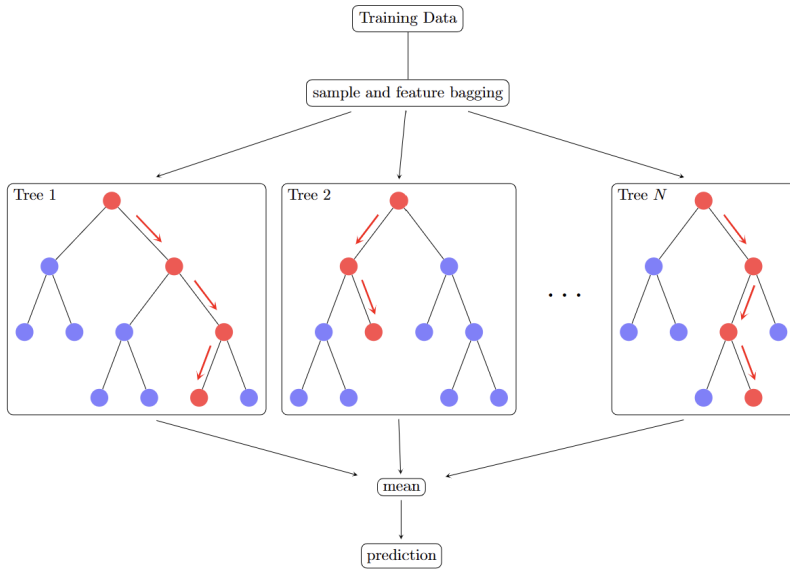 Training Data
sample and feature bagging
Tree 1
Tree 2
Tree N
. . .
mean
prediction